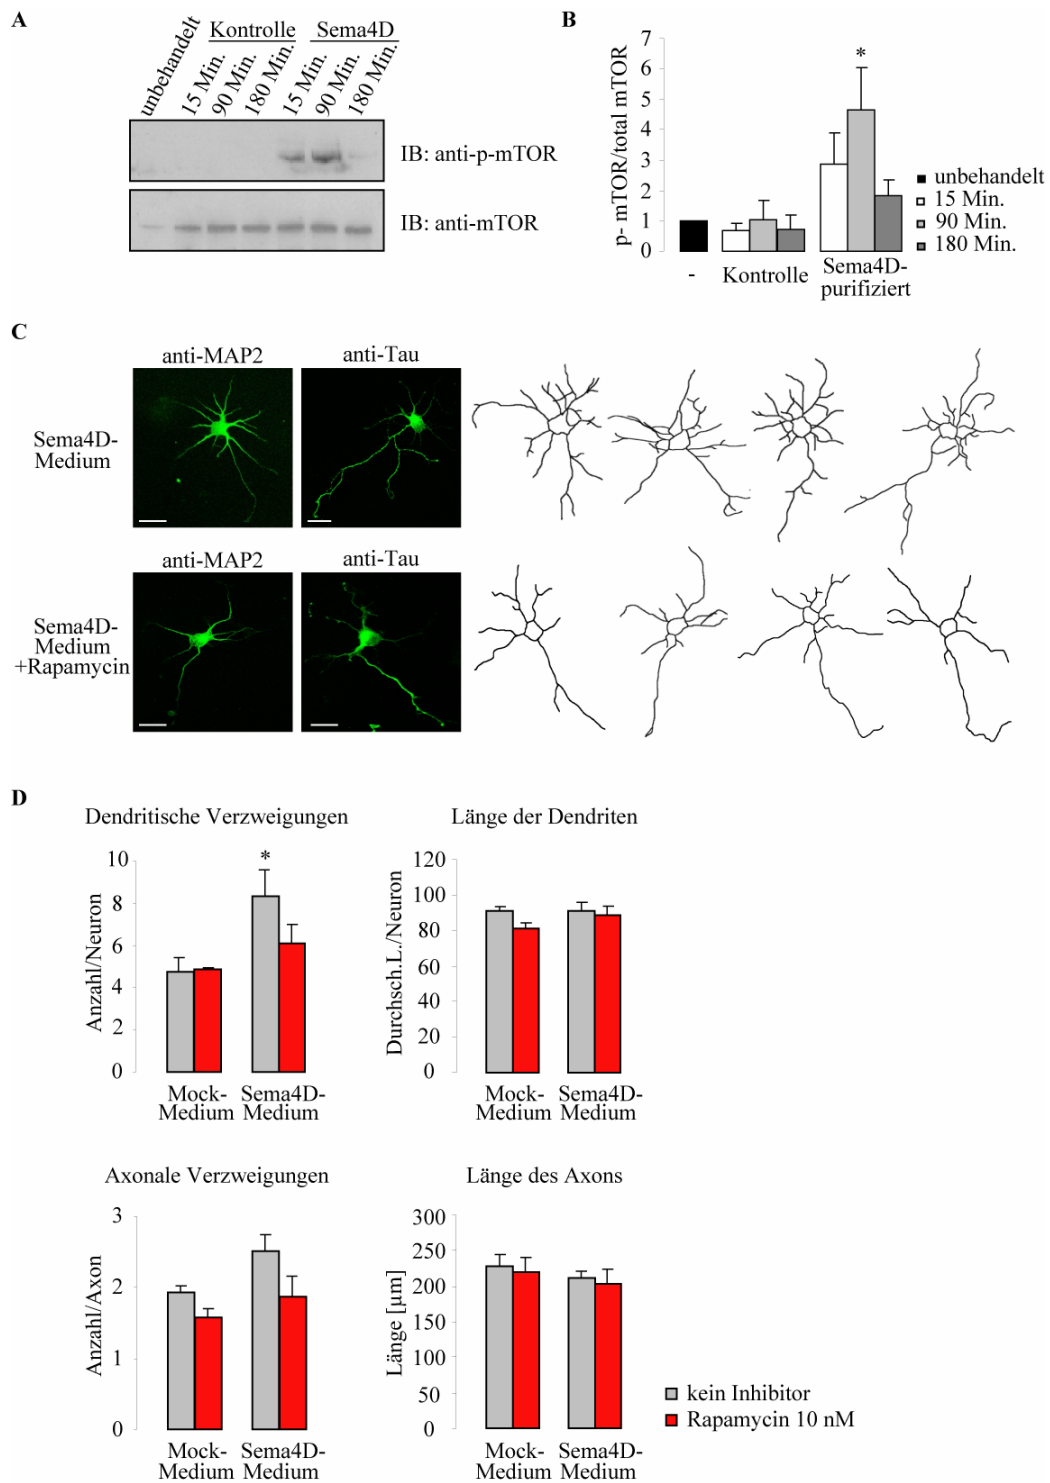 A
unbehandelt
Kontrolle
15 Min.
90 Min.
180 Min.
Sema4D
15 Min.
90 Min.
180 Min.
IB: anti-p-mTOR
IB: anti-mTOR
B
p- mTOR/total mTOR
7
6
5
4
3
2
1
0
*
-
Kontrolle
Sema4D-
purifiziert
unbehandelt
15 Min.
90 Min.
180 Min.
C
anti-MAP2
anti-Tau
Sema4D-
Medium
anti-MAP2
anti-Tau
Sema4D-
Medium
+Rapamycin
D
Dendritische Verzweigungen
Anzahl/Neuron
10
8
6
4
2
0
*
Mock-
Medium
Sema4D-
Medium
Länge der Dendriten
Durchsch.L./Neuron
120
100
80
60
40
20
0
Mock-
Medium
Sema4D-
Medium
Axonale Verzweigungen
Anzahl/Axon
3
2
1
0
Mock-
Medium
Sema4D-
Medium
Länge des Axons
Länge [µm]
300
250
200
150
100
50
0
Mock-
Medium
Sema4D-
Medium
kein Inhibitor
Rapamycin 10 nM